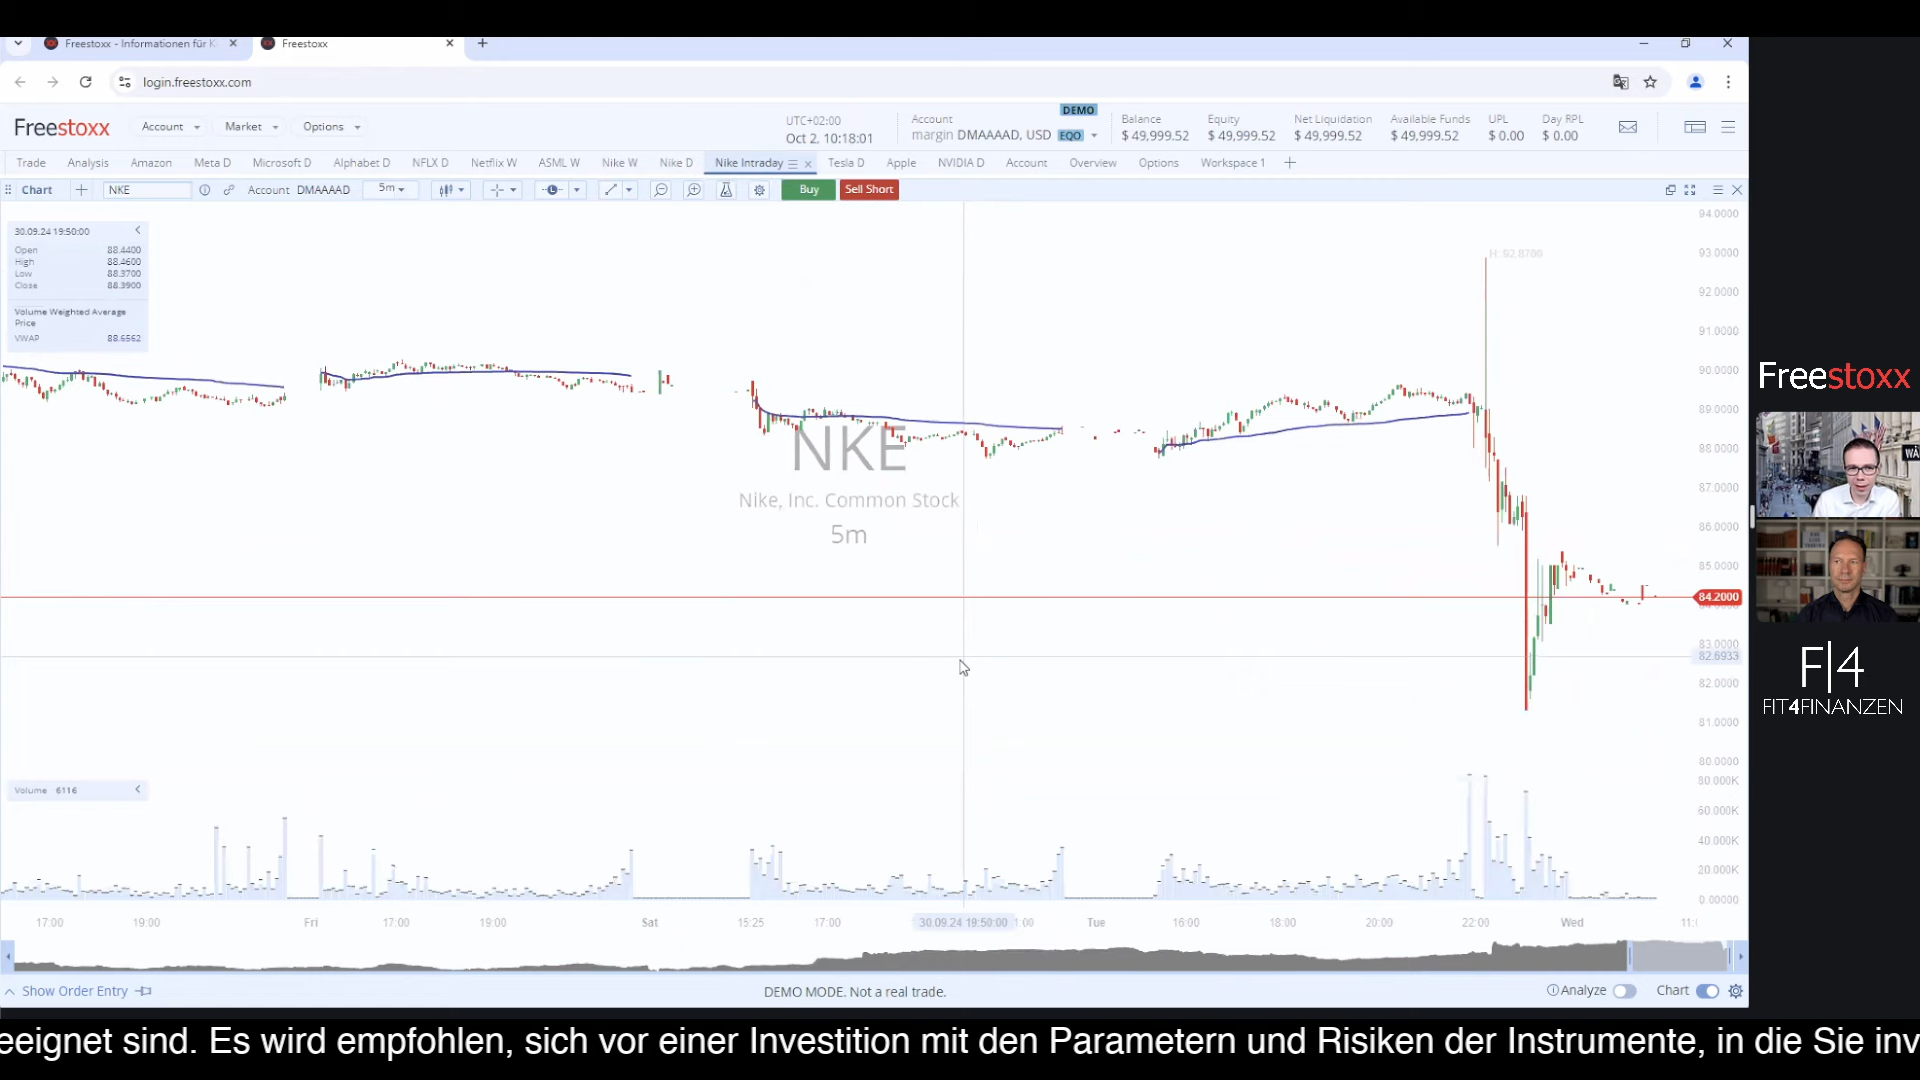 Freestoxx - Informationen für K
Freestoxx
login.freestoxx.com
Freestoxx
Account
Market
Options
UTC+02:00
Oct 2, 10:18:01
Account
margin DMAAAAD, USD
DEMO
EQO
Balance
$ 49,999.52
Equity
$ 49,999.52
Net Liquidation
$ 49,999.52
Available Funds
$ 49,999.52
UPL
$ 0.00
Day RPL
$ 0.00
Trade Analysis Amazon Meta D Microsoft D Alphabet D NFLX D Netflix W ASML W Nike W Nike D Nike Intraday Tesla D Apple NVIDIA D Account Overview Options Workspace 1
Chart NKE Account DMAAAAD 5m Buy Sell Short
30.09.24 19:50:00
Open 88.4400
High 88.4600
Low 88.3700
Close 88.3900
Volume Weighted Average
Price
VWAP 88.6562
H: 92.8700
NKE
Nike, Inc. Common Stock
5m
94.0000
93.0000
92.0000
91.0000
90.0000
89.0000
88.0000
87.0000
86.0000
85.0000
84.2000
83.0000
82.6933
82.0000
81.0000
80.0000
80.000K
60.000K
40.000K
20.000K
0.00000
Volume 6116
17:00 19:00 Fri 17:00 19:00 Sat 15:25 17:00 30.09.24 19:50:00 Tue 16:00 18:00 20:00 22:00 Wed
Show Order Entry
DEMO MODE. Not a real trade.
Analyze
Chart
Freestoxx
WA
F|4
FIT4FINANZEN
eeignet sind. Es wird empfohlen, sich vor einer Investition mit den Parametern und Risiken der Instrumente, in die Sie inv